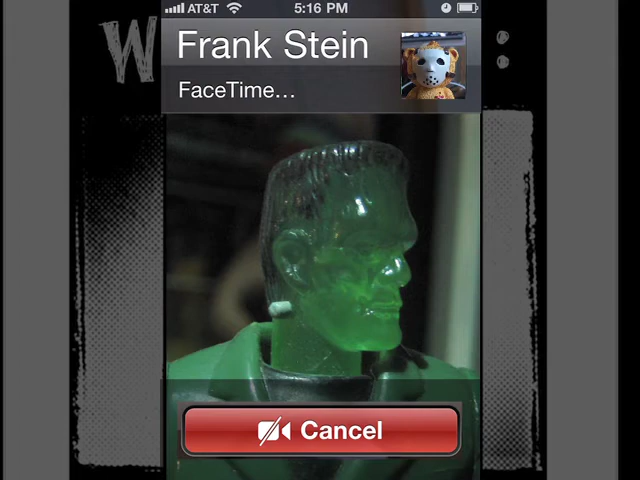 W :
AT&T 5:16 PM
Frank Stein
FaceTime...
Cancel